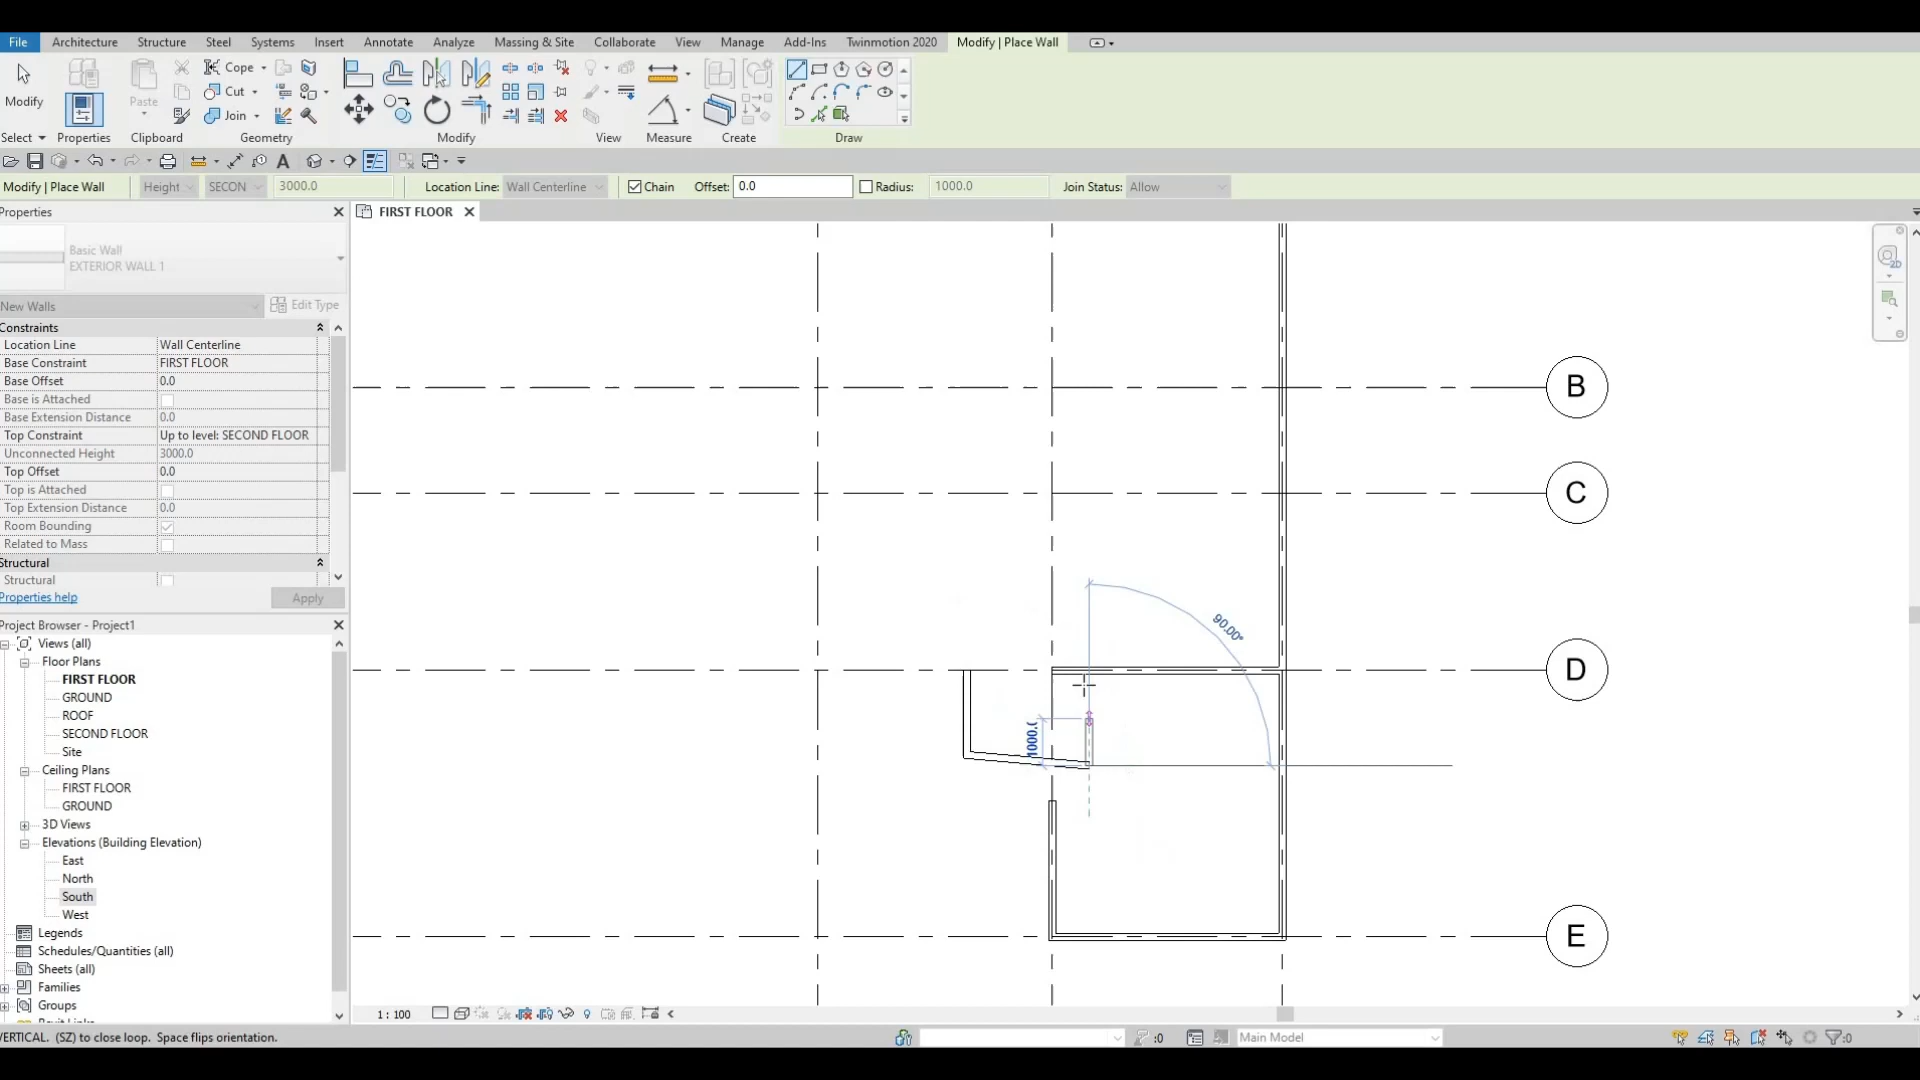 File Architecture Structure Steel Systems Insert Annotate Analyze Massing & Site Collaborate View Manage Add-Ins Twinmotion 2020 Modify | Place Wall
Modify
Paste
Cope
Cut
Join
Select Properties Clipboard Geometry Modify View Measure Create Draw
Modify | Place Wall Height SECON 3000.0 Location Line: Wall Centerline Chain Offset: 0.0 Radius: 1000.0 Join Status: Allow
Properties
FIRST FLOOR
Basic Wall
EXTERIOR WALL 1
New Walls Edit Type
Constraints
Location Line Wall Centerline
Base Constraint FIRST FLOOR
Base Offset 0.0
Base is Attached
Base Extension Distance 0.0
Top Constraint Up to level: SECOND FLOOR
Unconnected Height 3000.0
Top Offset 0.0
Top is Attached
Top Extension Distance 0.0
Room Bounding
Related to Mass
Structural
Structural
Properties help Apply
Project Browser - Project1
Views (all)
Floor Plans
FIRST FLOOR
GROUND
ROOF
SECOND FLOOR
Site
Ceiling Plans
FIRST FLOOR
GROUND
3D Views
Elevations (Building Elevation)
East
North
South
West
Legends
Schedules/Quantities (all)
Sheets (all)
Families
Groups
B
C
90.00°
D
1000.(
E
2D
1 : 100
VERTICAL. (SZ) to close loop. Space flips orientation.
:0
Main Model
:0